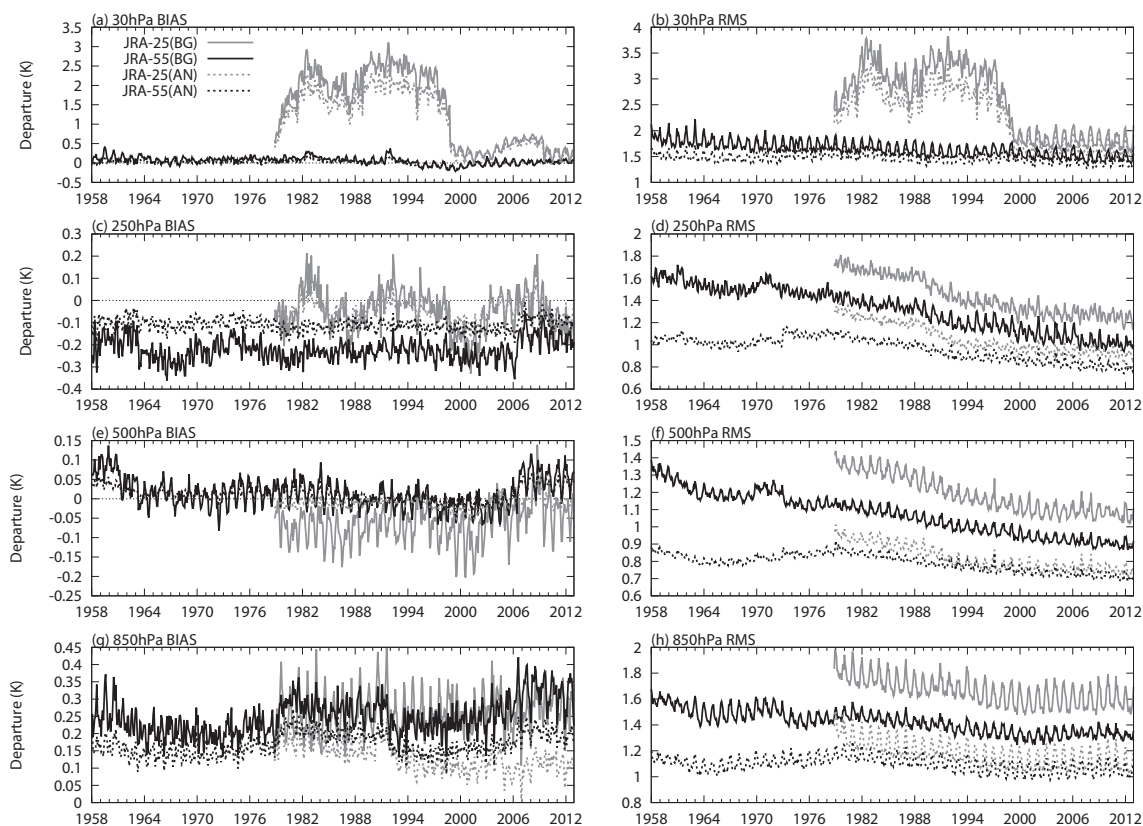 (a) 30hPa BIAS
(b) 30hPa RMS
JRA-25(BG)
JRA-55(BG)
JRA-25(AN)
JRA-55(AN)
Departure (K)
3.5
3
2.5
2
1.5
1
0.5
0
-0.5
1958 1964 1970 1976 1982 1988 1994 2000 2006 2012
4
3.5
3
2.5
2
1.5
1
1958 1964 1970 1976 1982 1988 1994 2000 2006 2012
(c) 250hPa BIAS
(d) 250hPa RMS
Departure (K)
0.3
0.2
0.1
0
-0.1
-0.2
-0.3
-0.4
1958 1964 1970 1976 1982 1988 1994 2000 2006 2012
2
1.8
1.6
1.4
1.2
1
0.8
0.6
1958 1964 1970 1976 1982 1988 1994 2000 2006 2012
(e) 500hPa BIAS
(f) 500hPa RMS
Departure (K)
0.15
0.1
0.05
0
-0.05
-0.1
-0.15
-0.2
-0.25
1958 1964 1970 1976 1982 1988 1994 2000 2006 2012
1.5
1.4
1.3
1.2
1.1
1
0.9
0.8
0.7
0.6
1958 1964 1970 1976 1982 1988 1994 2000 2006 2012
(g) 850hPa BIAS
(h) 850hPa RMS
Departure (K)
0.45
0.4
0.35
0.3
0.25
0.2
0.15
0.1
0.05
0
1958 1964 1970 1976 1982 1988 1994 2000 2006 2012
2
1.8
1.6
1.4
1.2
1
0.8
1958 1964 1970 1976 1982 1988 1994 2000 2006 2012